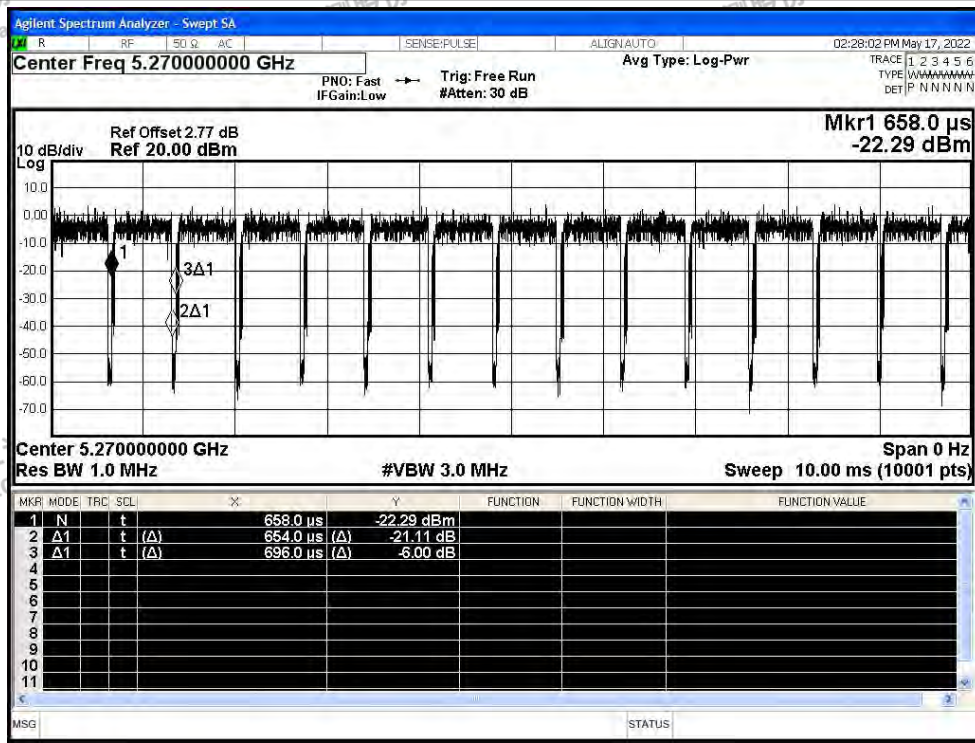 Agilent Spectrum Analyzer - Swept SA
R RF 50 Ω AC SENSE:PULSE ALIGN AUTO 02:28:02 PM May 17, 2022
Center Freq 5.270000000 GHz
Avg Type: Log-Pwr
TRACE 1 2 3 4 5 6
TYPE
DET P N N N N N
PNO: Fast
IFGain:Low
Trig: Free Run
#Atten: 30 dB
Mkr1 658.0 µs
-22.29 dBm
Ref Offset 2.77 dB
10 dB/div Ref 20.00 dBm
Log
10.0
0.00
-10.0
-20.0
-30.0
-40.0
-50.0
-60.0
-70.0
1
3Δ1
2Δ1
Center 5.270000000 GHz Span 0 Hz
Res BW 1.0 MHz #VBW 3.0 MHz Sweep 10.00 ms (10001 pts)
MKR MODE TRC SCL X Y FUNCTION FUNCTION WIDTH FUNCTION VALUE
1 N t 658.0 µs -22.29 dBm
2 Δ1 t (Δ) 654.0 µs (Δ) -21.11 dB
3 Δ1 t (Δ) 696.0 µs (Δ) -6.00 dB
4
5
6
7
8
9
10
11
MSG STATUS